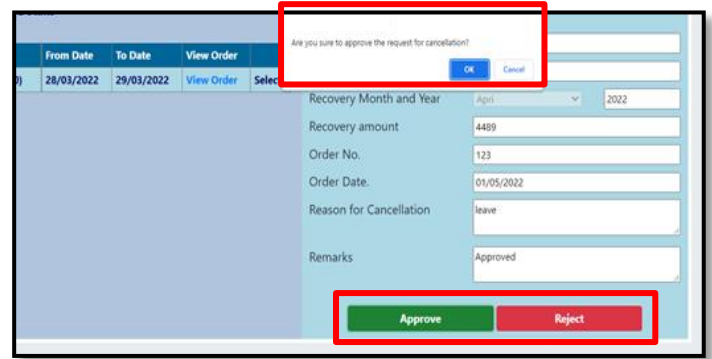 Are you sure to approve the request for cancellation?
OK Cancel
From Date To Date View Order
28/03/2022 29/03/2022 View Order Selec
Recovery Month and Year April 2022
Recovery amount 4489
Order No. 123
Order Date. 01/05/2022
Reason for Cancellation leave
Remarks Approved
Approve Reject